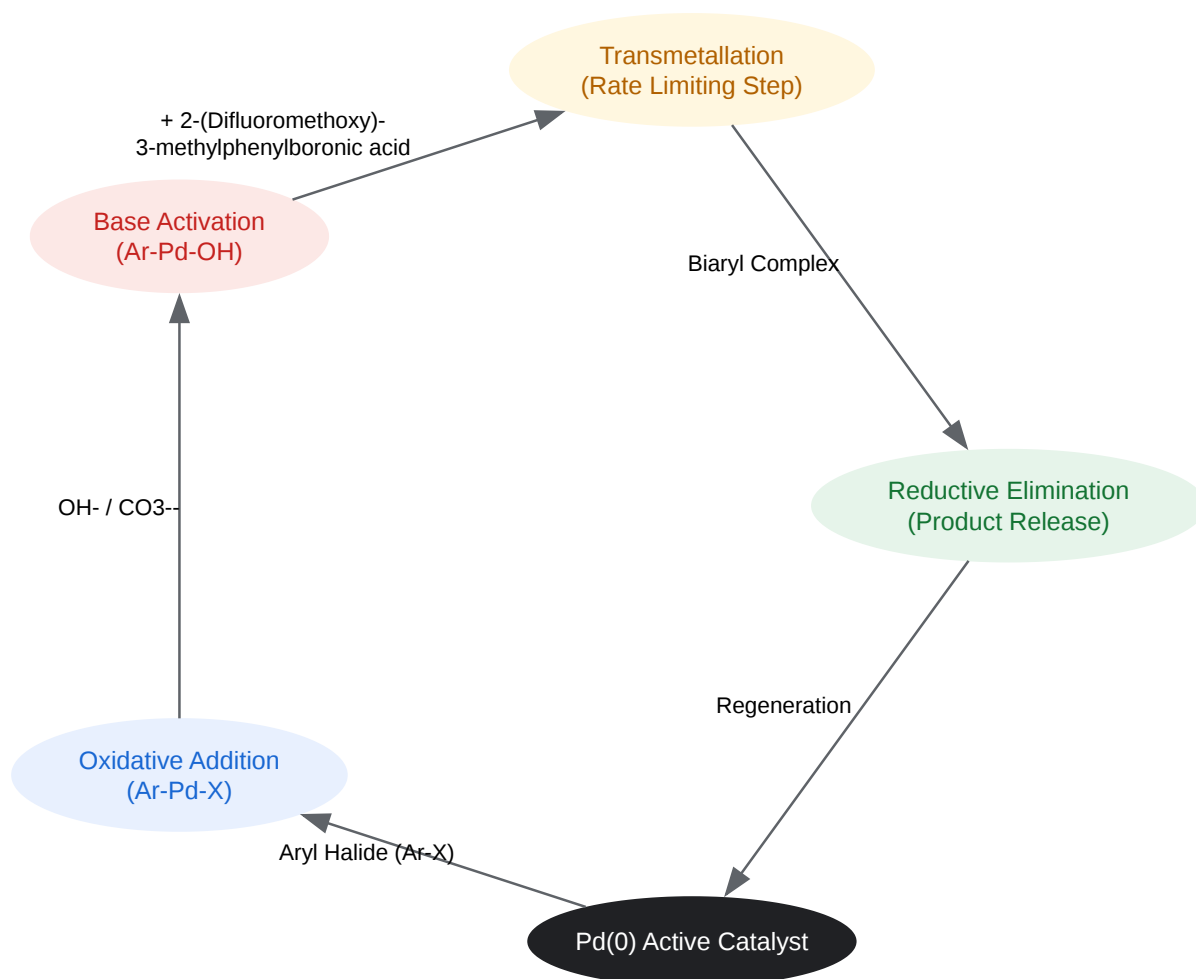 Transmetallation
(Rate Limiting Step)
+ 2-(Difluoromethoxy)-
3-methylphenylboronic acid
Base Activation
(Ar-Pd-OH)
Biaryl Complex
Reductive Elimination
(Product Release)
OH- / CO3--
Regeneration
Oxidative Addition
(Ar-Pd-X)
Aryl Halide (Ar-X)
Pd(0) Active Catalyst